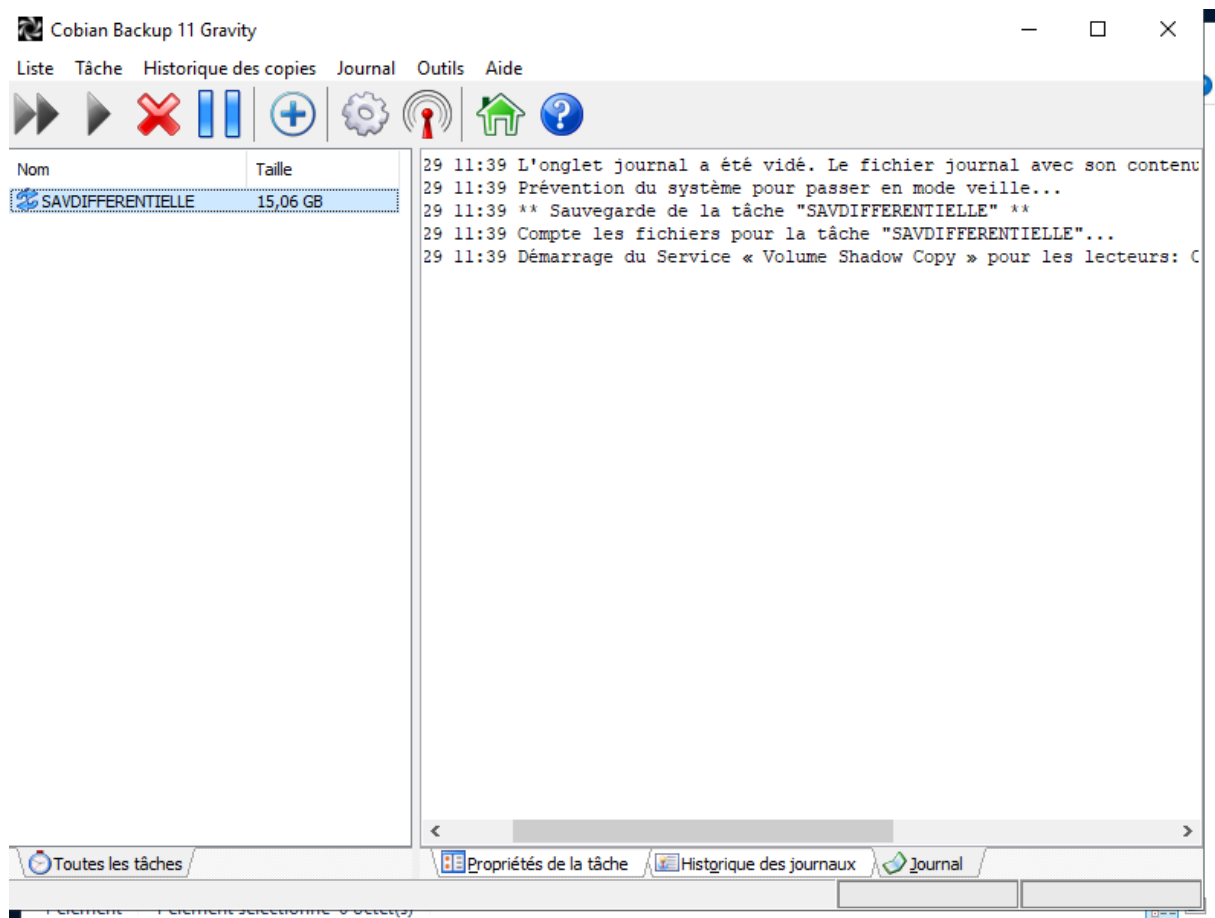 Cobian Backup 11 Gravity
Liste Tâche Historique des copies Journal Outils Aide
Nom Taille
SAVDIFFERENTIELLE 15,06 GB
29 11:39 L'onglet journal a été vidé. Le fichier journal avec son contenu
29 11:39 Prévention du système pour passer en mode veille...
29 11:39 ** Sauvegarde de la tâche "SAVDIFFERENTIELLE" **
29 11:39 Compte les fichiers pour la tâche "SAVDIFFERENTIELLE"...
29 11:39 Démarrage du Service « Volume Shadow Copy » pour les lecteurs:
Toutes les tâches
Propriétés de la tâche Historique des journaux Journal